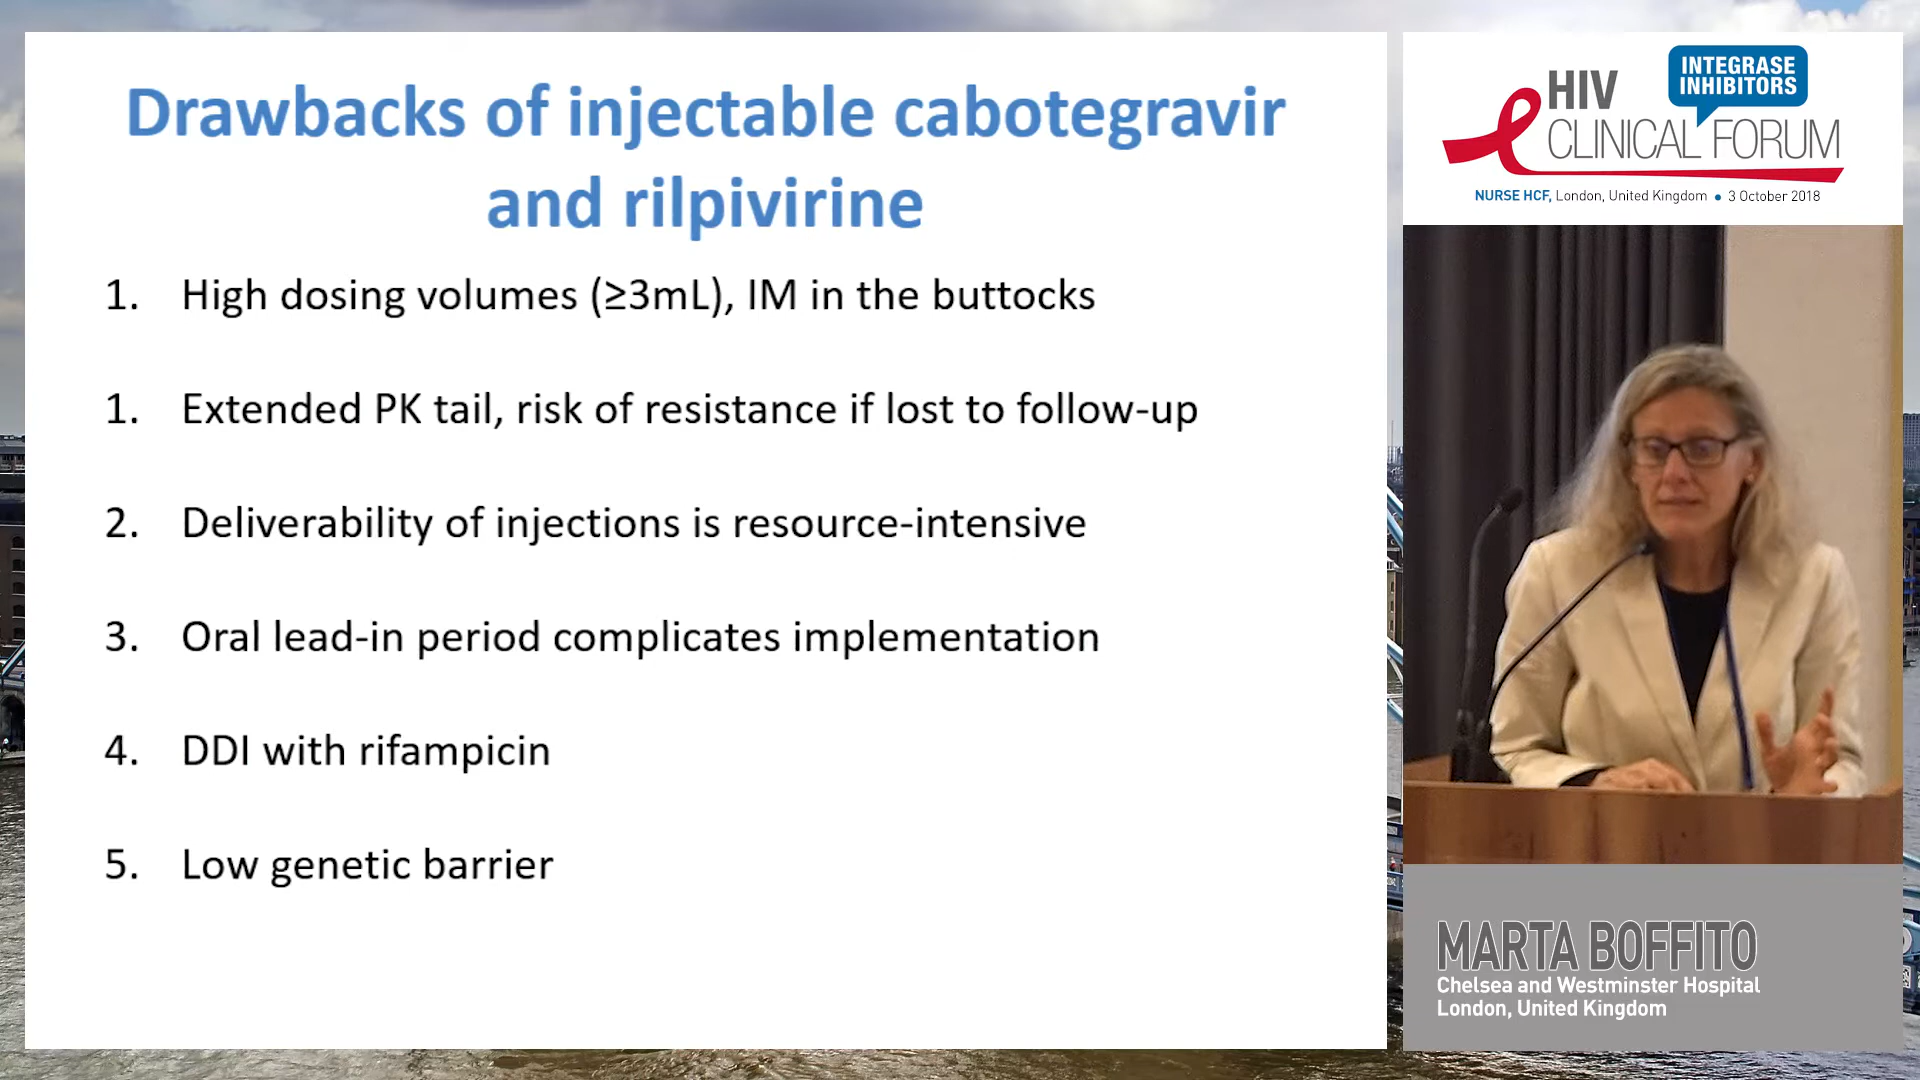 Drawbacks of injectable cabotegravir
and rilpivirine
1. High dosing volumes (≥3mL), IM in the buttocks
1. Extended PK tail, risk of resistance if lost to follow-up
2. Deliverability of injections is resource-intensive
3. Oral lead-in period complicates implementation
4. DDI with rifampicin
5. Low genetic barrier
INTEGRASE
INHIBITORS
HIV
CLINICAL FORUM
NURSE HCF, London, United Kingdom • 3 October 2018
MARTA BOFFITO
Chelsea and Westminster Hospital
London, United Kingdom